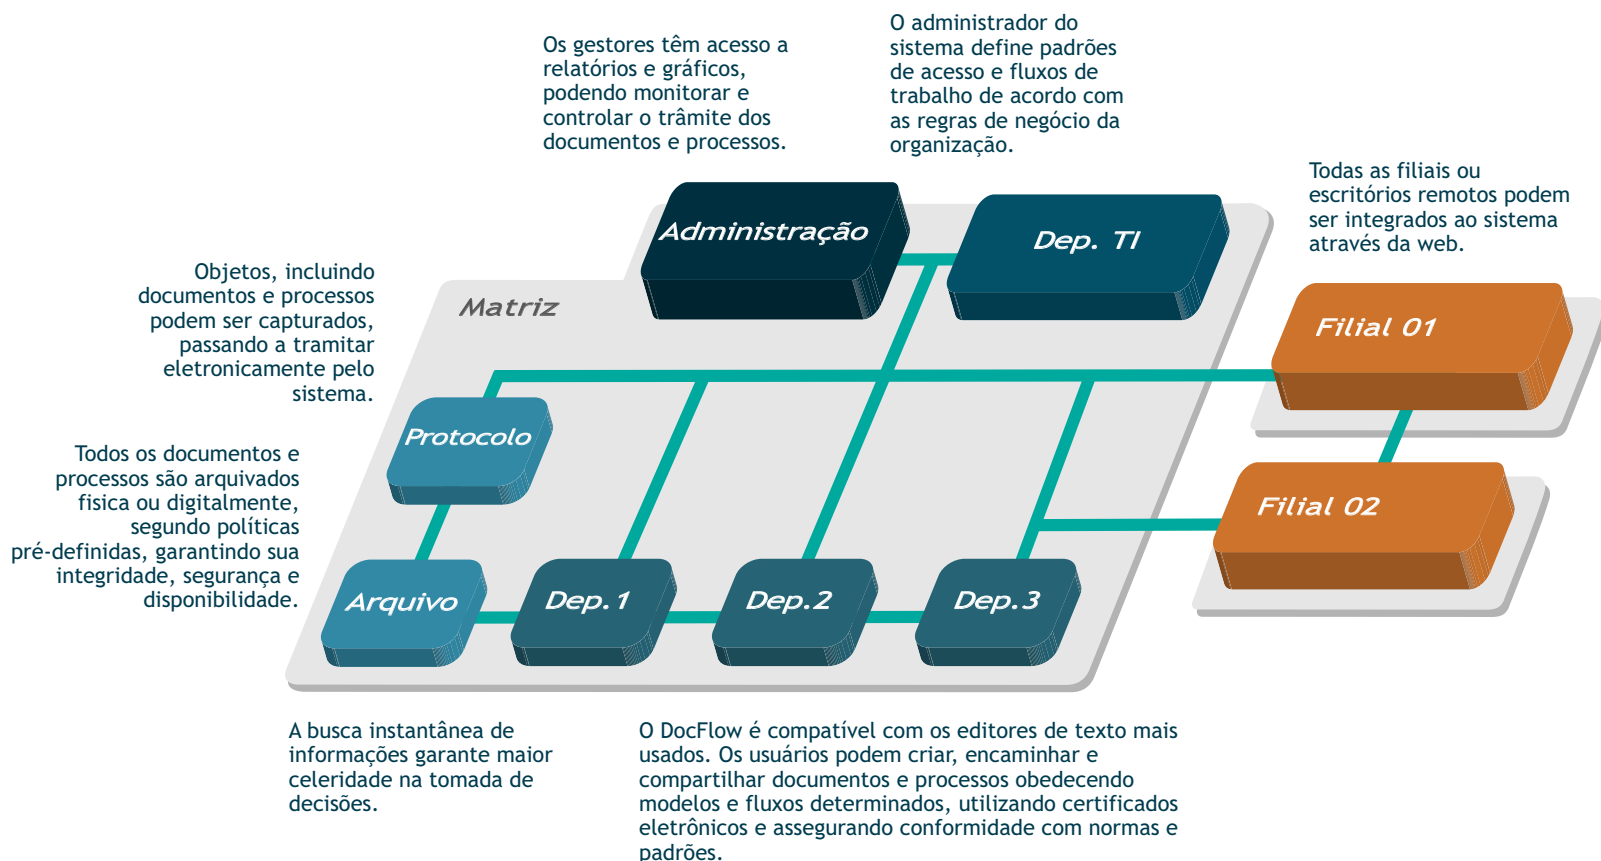 Os gestores têm acesso a
relatórios e gráficos,
podendo monitorar e
controlar o trâmite dos
documentos e processos.
O administrador do
sistema define padrões
de acesso e fluxos de
trabalho de acordo com
as regras de negócio da
organização.
Todas as filiais ou
escritórios remotos podem
ser integrados ao sistema
através da web.
Administração
Dep. TI
Objetos, incluindo
documentos e processos
podem ser capturados,
passando a tramitar
eletronicamente pelo
sistema.
Matriz
Filial 01
Protocolo
Todos os documentos e
processos são arquivados
fisica ou digitalmente,
segundo políticas
pré-definidas, garantindo sua
integridade, segurança e
disponibilidade.
Filial 02
Arquivo
Dep.1
Dep.2
Dep.3
A busca instantânea de
informações garante maior
celeridade na tomada de
decisões.
O DocFlow é compatível com os editores de texto mais
usados. Os usuários podem criar, encaminhar e
compartilhar documentos e processos obedecendo
modelos e fluxos determinados, utilizando certificados
eletrônicos e assegurando conformidade com normas e
padrões.